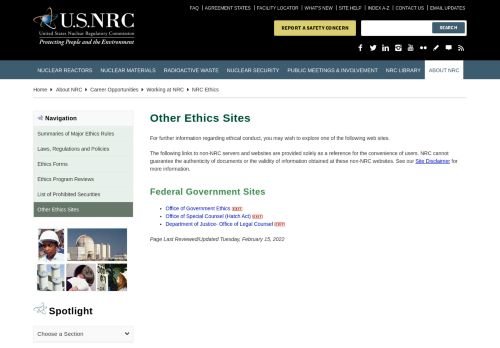 FAQ | AGREEMENT STATES | FACILITY LOCATOR | WHAT'S NEW | SITE HELP | INDEX A-Z | CONTACT US | EMAIL UPDATES
U.S.NRC
United States Nuclear Regulatory Commission
Protecting People and the Environment
REPORT A SAFETY CONCERN
SEARCH
NUCLEAR REACTORS NUCLEAR MATERIALS RADIOACTIVE WASTE NUCLEAR SECURITY PUBLIC MEETINGS & INVOLVEMENT NRC LIBRARY ABOUT NRC
Home About NRC Career Opportunities Working at NRC NRC Ethics
Navigation
Summaries of Major Ethics Rules
Laws, Regulations and Policies
Ethics Forms
Ethics Program Reviews
List of Prohibited Securities
Other Ethics Sites
Spotlight
Choose a Section
Other Ethics Sites
For further information regarding ethical conduct, you may wish to explore one of the following web sites.
The following links to non-NRC servers and websites are provided solely as a reference for the convenience of users. NRC cannot
guarantee the authenticity of documents or the validity of information obtained at these non-NRC websites. See our Site Disclaimer for
more information.
Federal Government Sites
Office of Government Ethics EXIT
Office of Special Counsel (Hatch Act) EXIT
Department of Justice- Office of Legal Counsel EXIT
Page Last Reviewed/Updated Tuesday, February 15, 2022